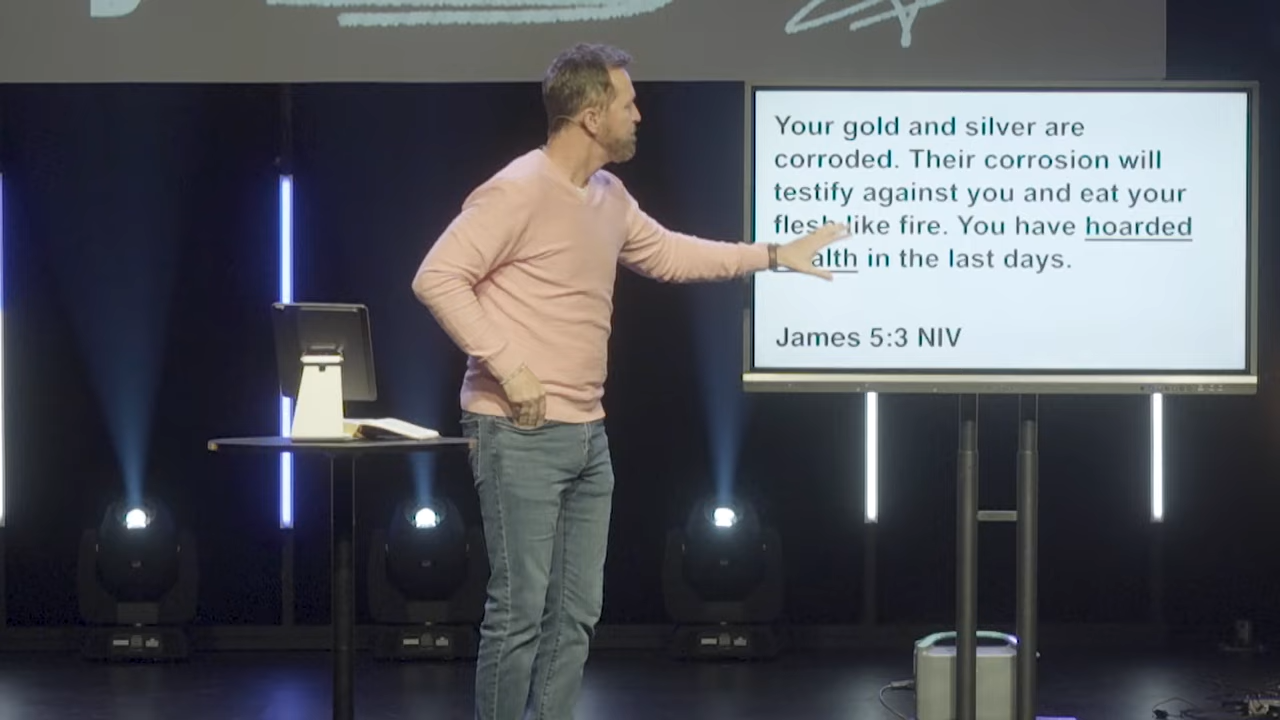 Your gold and silver are
corroded. Their corrosion will
testify against you and eat your
flesh like fire. You have hoarded
alth in the last days.
James 5:3 NIV